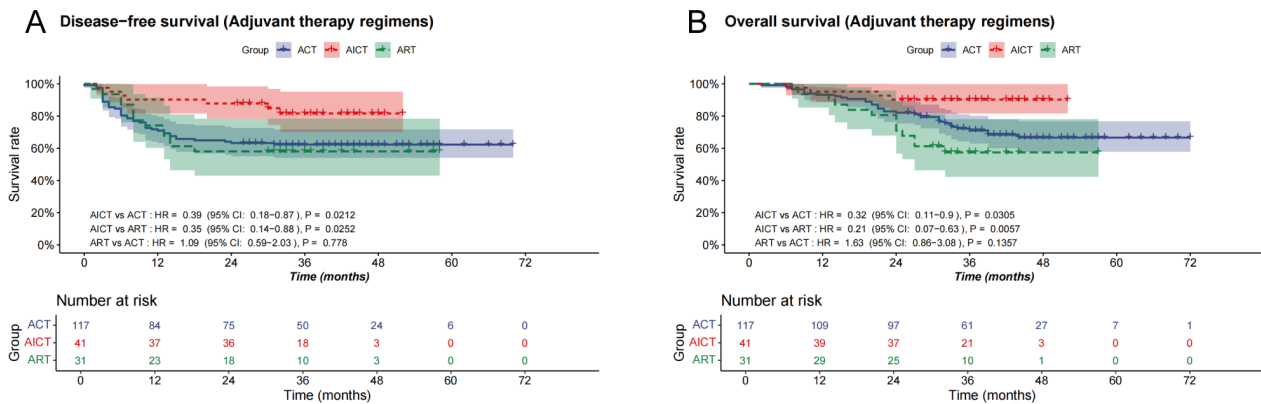 A Disease-free survival (Adjuvant therapy regimens)
Group ACT AICT ART
Survival rate
100%
80%
60%
40%
20%
0%
AICT vs ACT : HR = 0.39 (95% CI: 0.18-0.87), P = 0.0212
AICT vs ART : HR = 0.35 (95% CI: 0.14-0.88), P = 0.0252
ART vs ACT : HR = 1.09 (95% CI: 0.59-2.03), P = 0.778
0 12 24 36 48 60 72
Time (months)
Number at risk
Group
ACT 117 84 75 50 24 6 0
AICT 41 37 36 18 3 0 0
ART 31 23 18 10 3 0 0
0 12 24 36 48 60 72
Time (months)
B Overall survival (Adjuvant therapy regimens)
Group ACT AICT ART
Survival rate
100%
80%
60%
40%
20%
0%
AICT vs ACT : HR = 0.32 (95% CI: 0.11-0.9), P = 0.0305
AICT vs ART : HR = 0.21 (95% CI: 0.07-0.63), P = 0.0057
ART vs ACT : HR = 1.63 (95% CI: 0.86-3.08), P = 0.1357
0 12 24 36 48 60 72
Time (months)
Number at risk
Group
ACT 117 109 97 61 27 7 1
AICT 41 39 37 21 3 0 0
ART 31 29 25 10 1 0 0
0 12 24 36 48 60 72
Time (months)